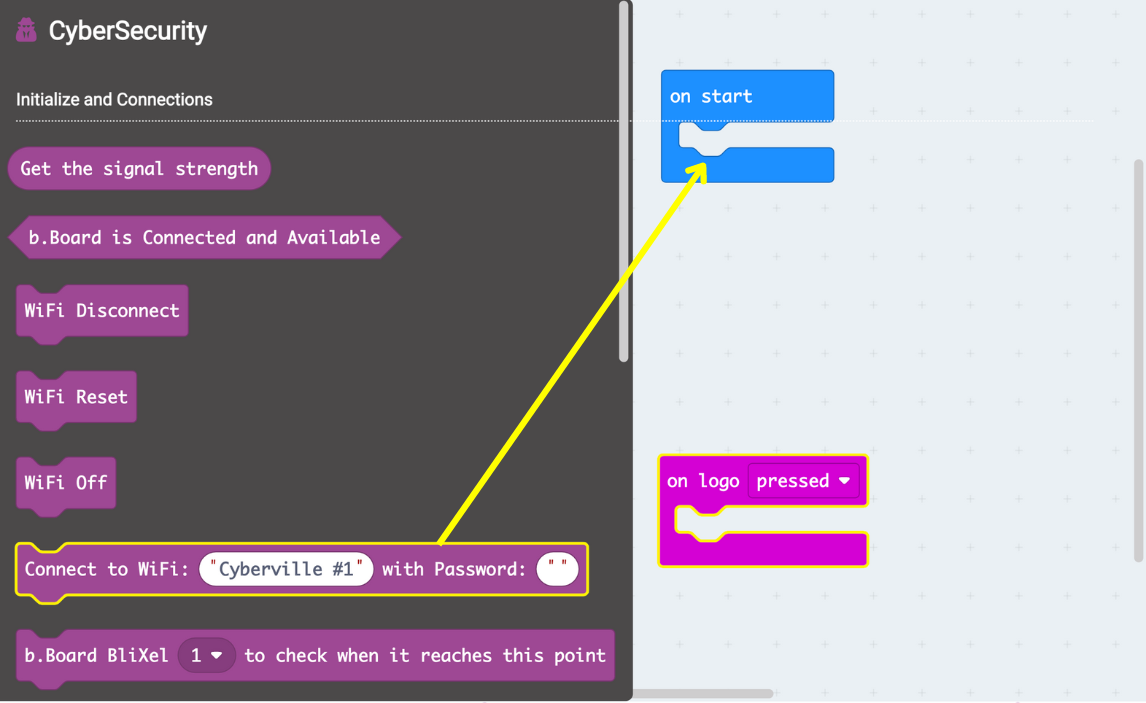 CyberSecurity
Initialize and Connections
Get the signal strength
b.Board is Connected and Available
WiFi Disconnect
WiFi Reset
WiFi Off
Connect to WiFi: "Cyberville #1" with Password: " "
b.Board BliXel 1 to check when it reaches this point
on start
on logo pressed